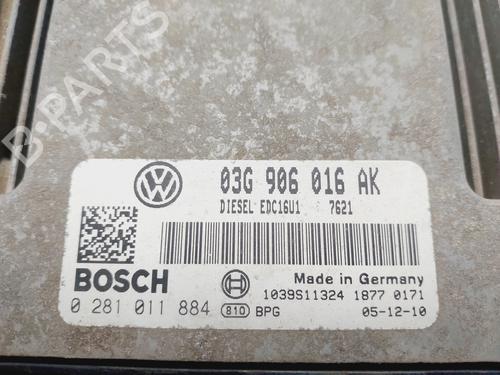 B-PARTS
03G 906 016 AK
DIESEL EDC16U1 7621
BOSCH
Made in Germany
1039S11324 1877 0171
0 281 011 884 810 BPG 05-12-10